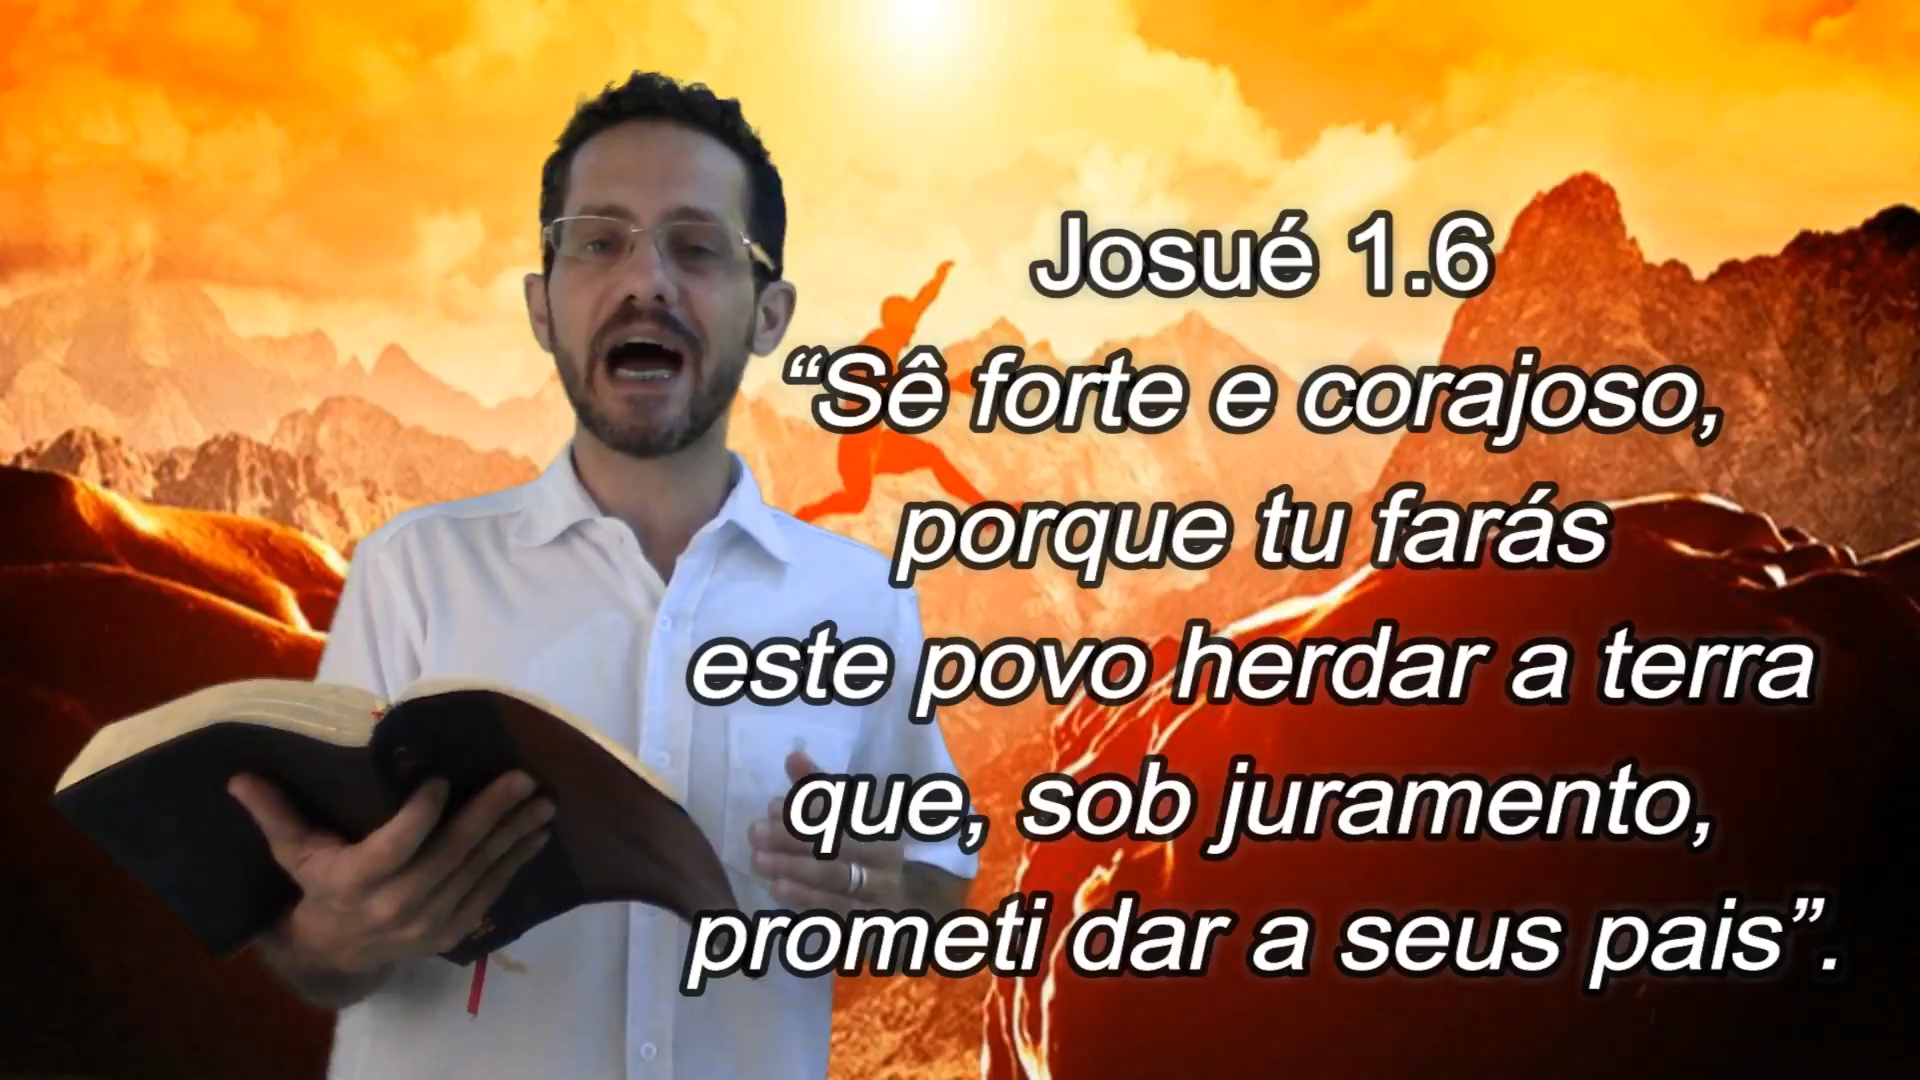 Josué 1.6
“Sê forte e corajoso,
porque tu farás
este povo herdar a terra
que, sob juramento,
prometi dar a seus pais”.